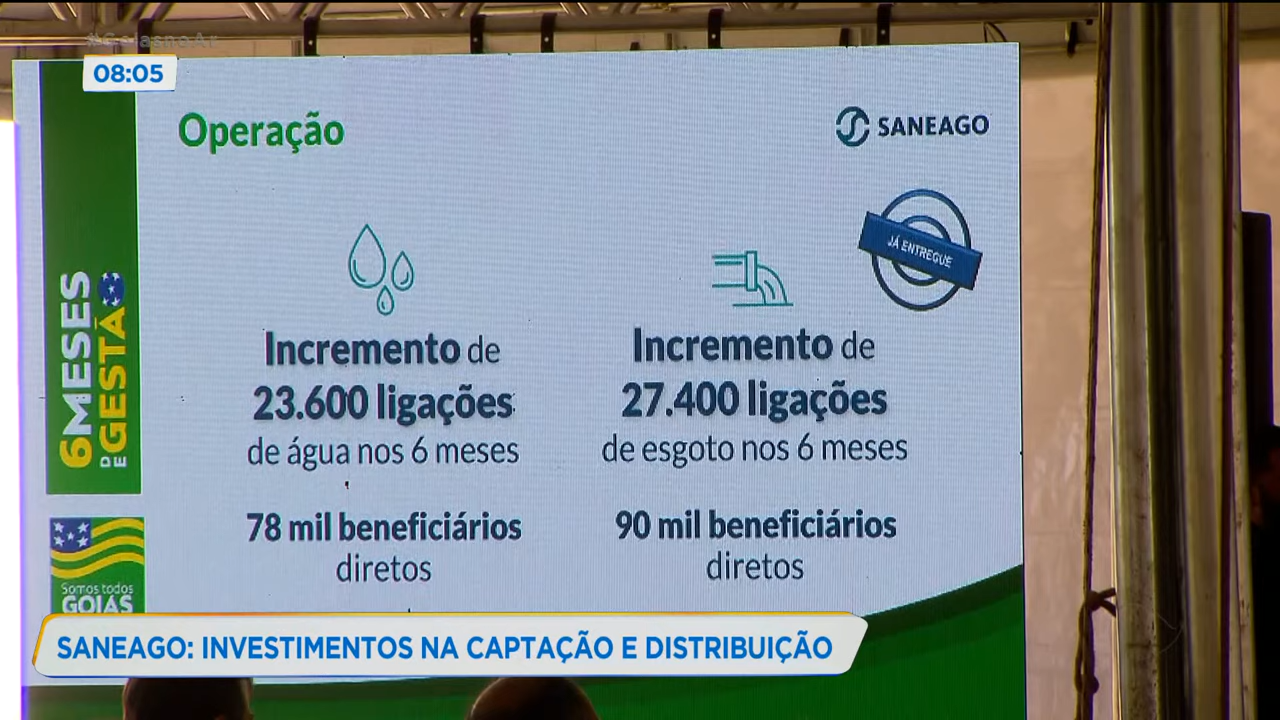 #GoiasnoAr
08:05
Operação
SANEAGO
JÁ ENTREGUE
6 MESES
DE GESTÃO
Incremento de
23.600 ligações
de água nos 6 meses
78 mil beneficiários
diretos
Incremento de
27.400 ligações
de esgoto nos 6 meses
90 mil beneficiários
diretos
Somos todos
GOIÁS
SANEAGO: INVESTIMENTOS NA CAPTAÇÃO E DISTRIBUIÇÃO